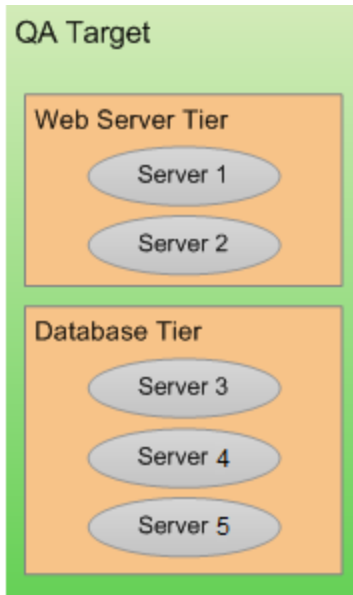 QA Target
Web Server Tier
Server 1
Server 2
Database Tier
Server 3
Server 4
Server 5